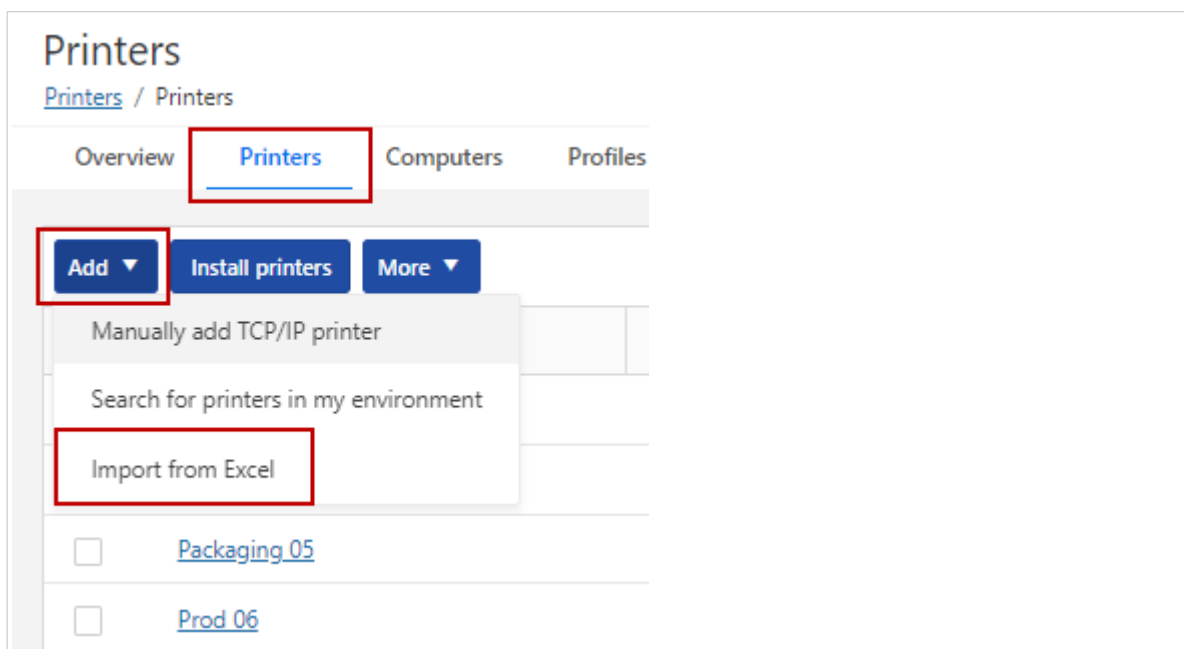 Printers
Printers / Printers
Overview Printers Computers Profiles
Add Install printers More
Manually add TCP/IP printer
Search for printers in my environment
Import from Excel
Packaging 05
Prod 06